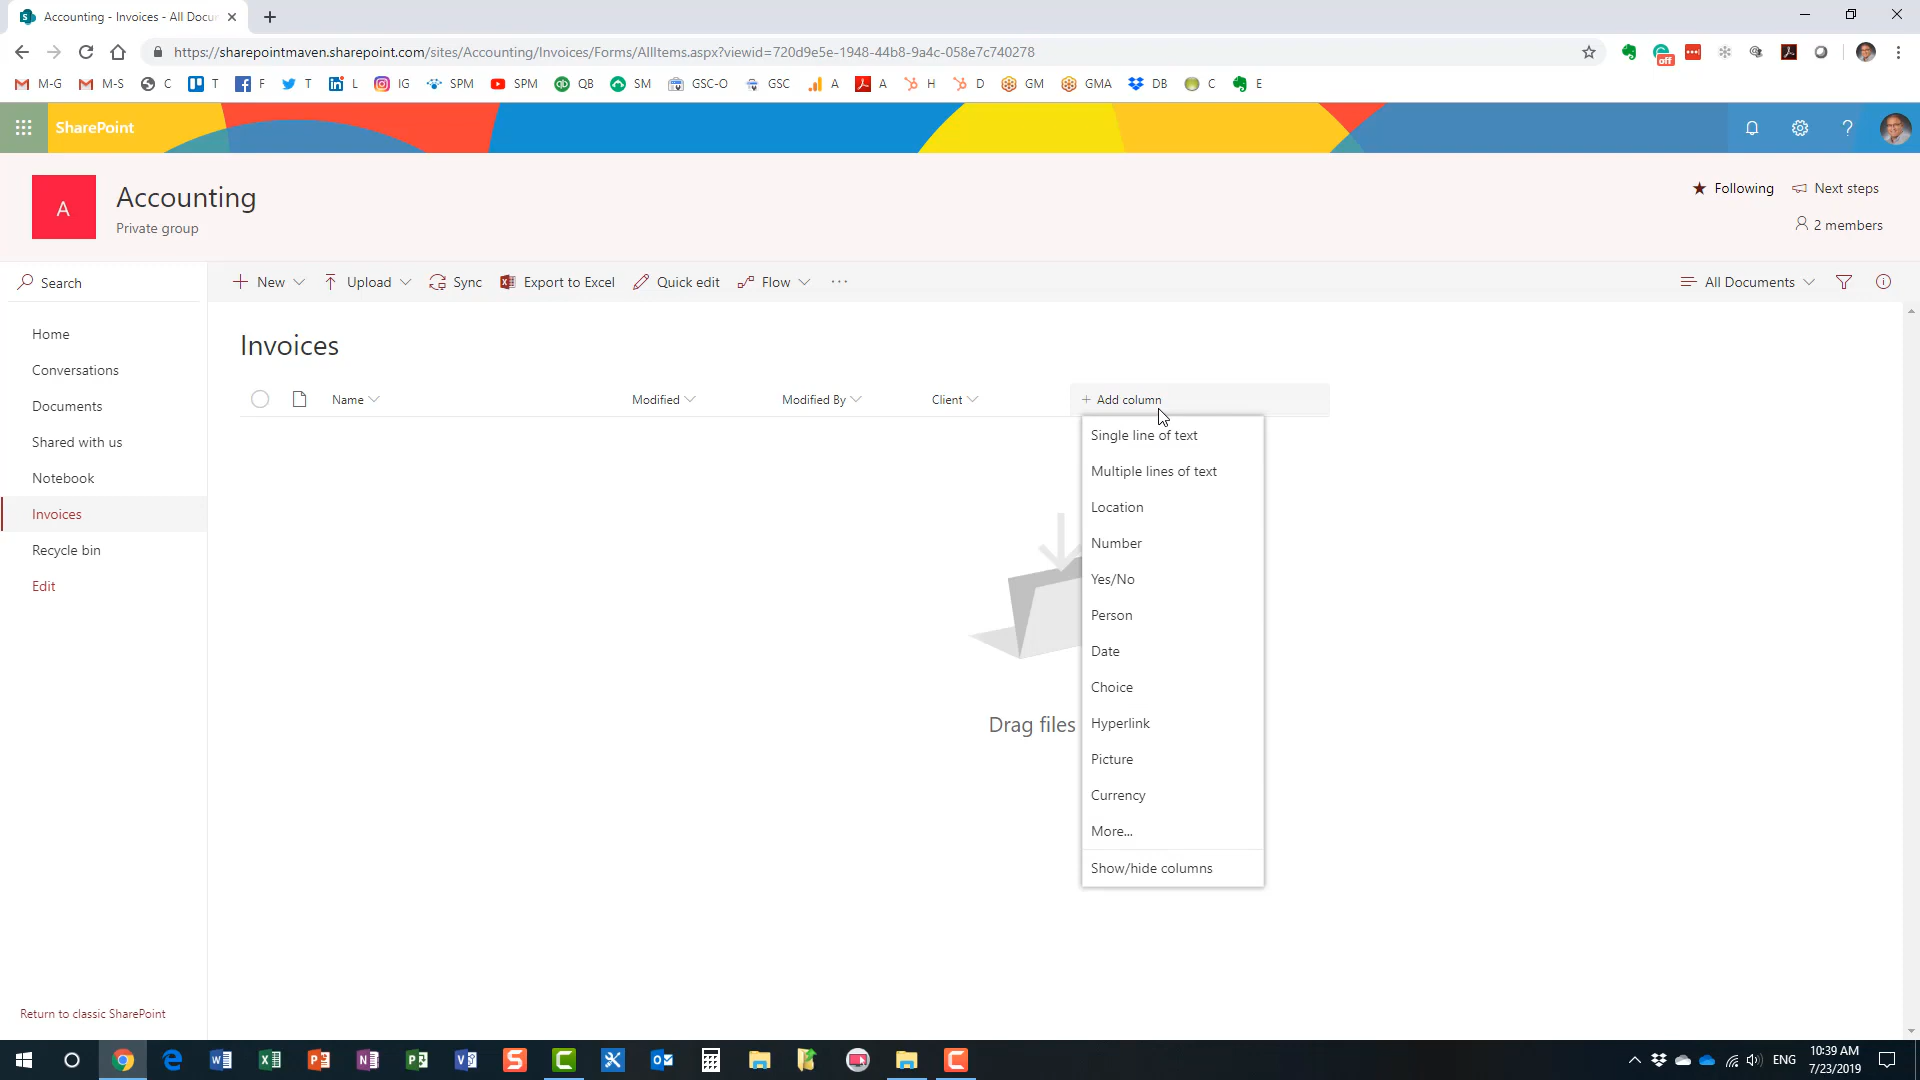 Accounting - Invoices - All Docu
https://sharepointmaven.sharepoint.com/sites/Accounting/Invoices/Forms/AllItems.aspx?viewid=720d9e5e-1948-44b8-9a4c-058e7c740278
off
M-G M-S C T F T L IG SPM SPM QB SM GSC-O GSC A A H D GM GMA DB C E
SharePoint
?
A
Accounting
Private group
Following Next steps
2 members
Search
New Upload Sync Export to Excel Quick edit Flow ...
All Documents
Home
Conversations
Documents
Shared with us
Notebook
Invoices
Recycle bin
Edit
Return to classic SharePoint
Invoices
Name Modified Modified By Client + Add column
Single line of text
Multiple lines of text
Location
Number
Yes/No
Person
Date
Choice
Hyperlink
Picture
Currency
More...
Show/hide columns
Drag files
ENG
10:39 AM
7/23/2019